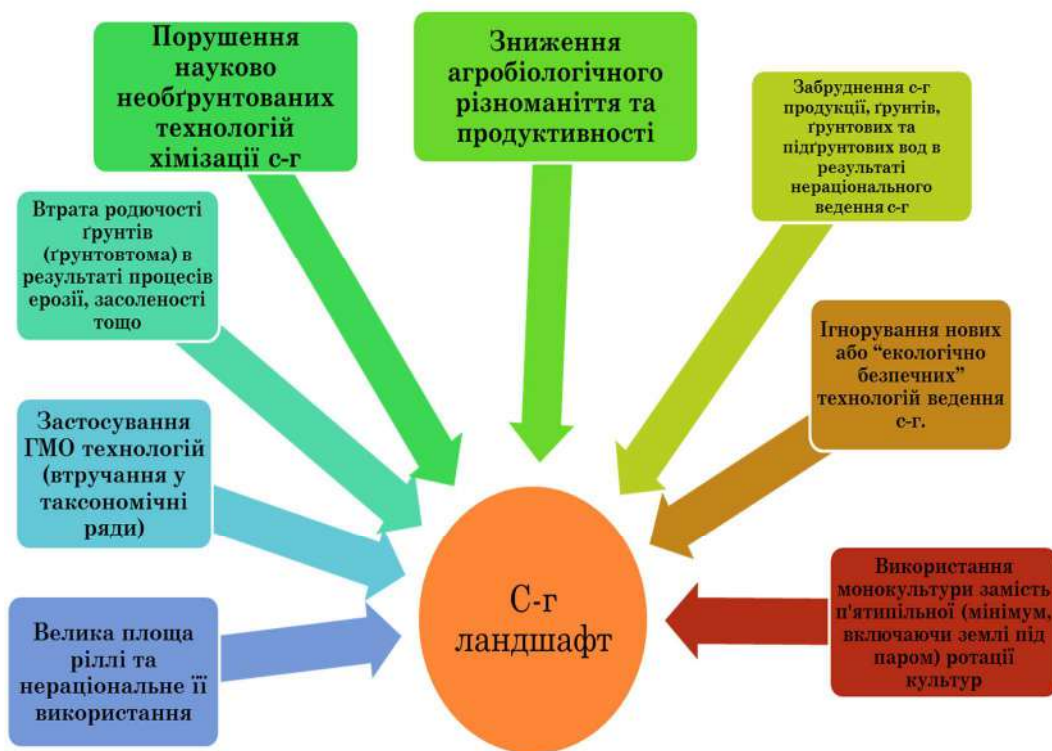 Порушення
науково
необґрунтованих
технологій
хімізації с-г
Зниження
агробіологічного
різноманіття та
продуктивності
Забруднення с-г
продукції, ґрунтів,
ґрунтових та
підґрунтових вод в
результаті
нераціонального
ведення с-г
Втрата родючості
ґрунтів
(ґрунтовтома) в
результаті процесів
ерозії, засоленості
тощо
Ігнорування нових
або “екологічно
безпечних”
технологій ведення
с-г.
Застосування
ГМО технологій
(втручання у
таксономічні
ряди)
Використання
монокультури замість
п'ятипільної (мінімум,
включаючи землі під
паром) ротації
культур
Велика площа
ріллі та
нераціональне її
використання
С-г
ландшафт